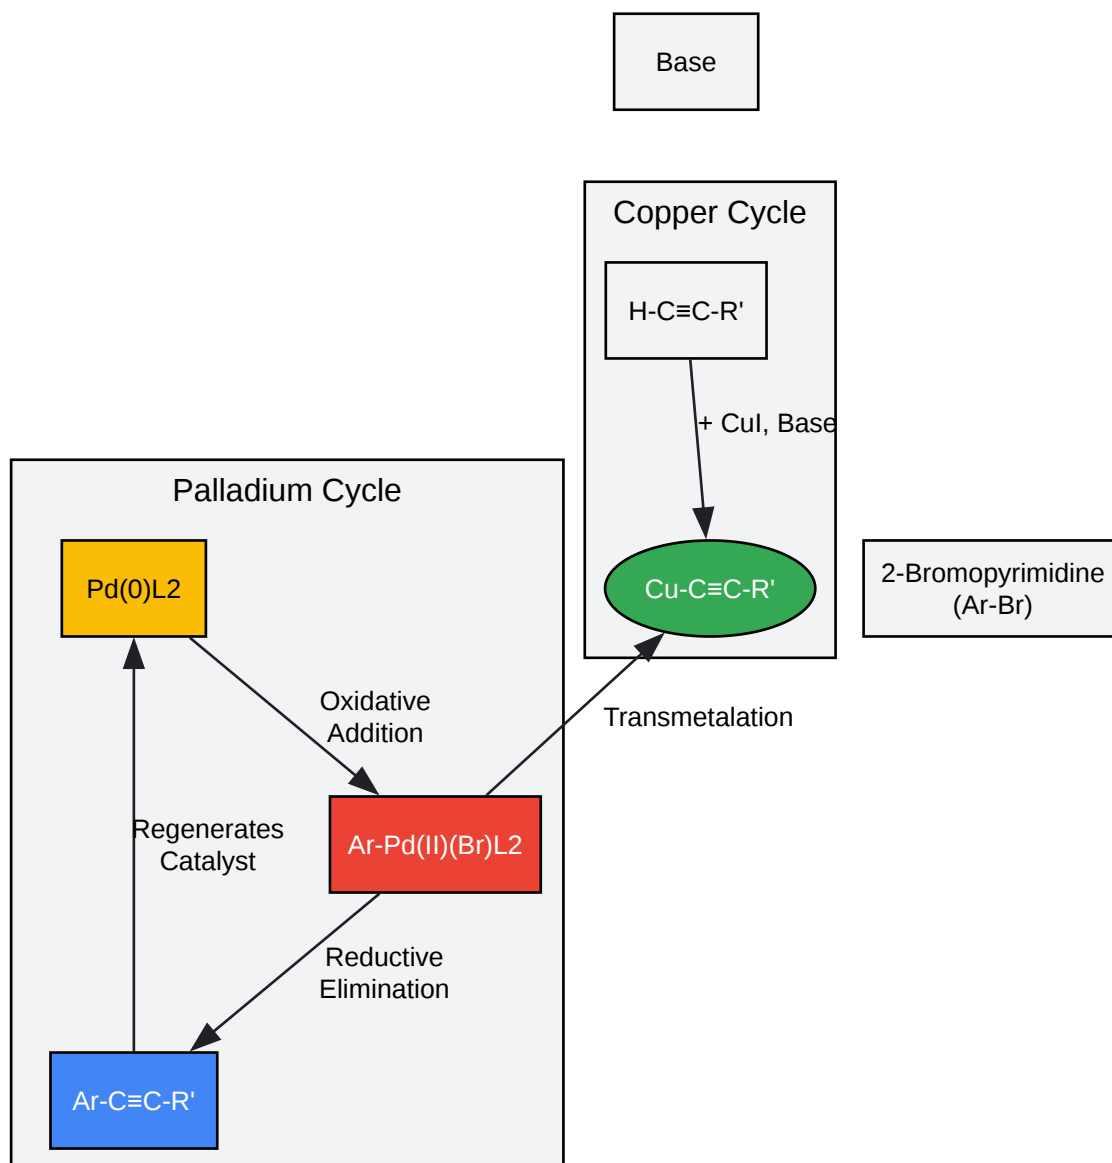 Base
Copper Cycle
H-C≡C-R'
+ CuI, Base
Palladium Cycle
Pd(0)L2
Cu-C≡C-R'
2-Bromopyrimidine
(Ar-Br)
Oxidative
Addition
Transmetalation
Regenerates
Catalyst
Ar-Pd(II)(Br)L2
Reductive
Elimination
Ar-C≡C-R'